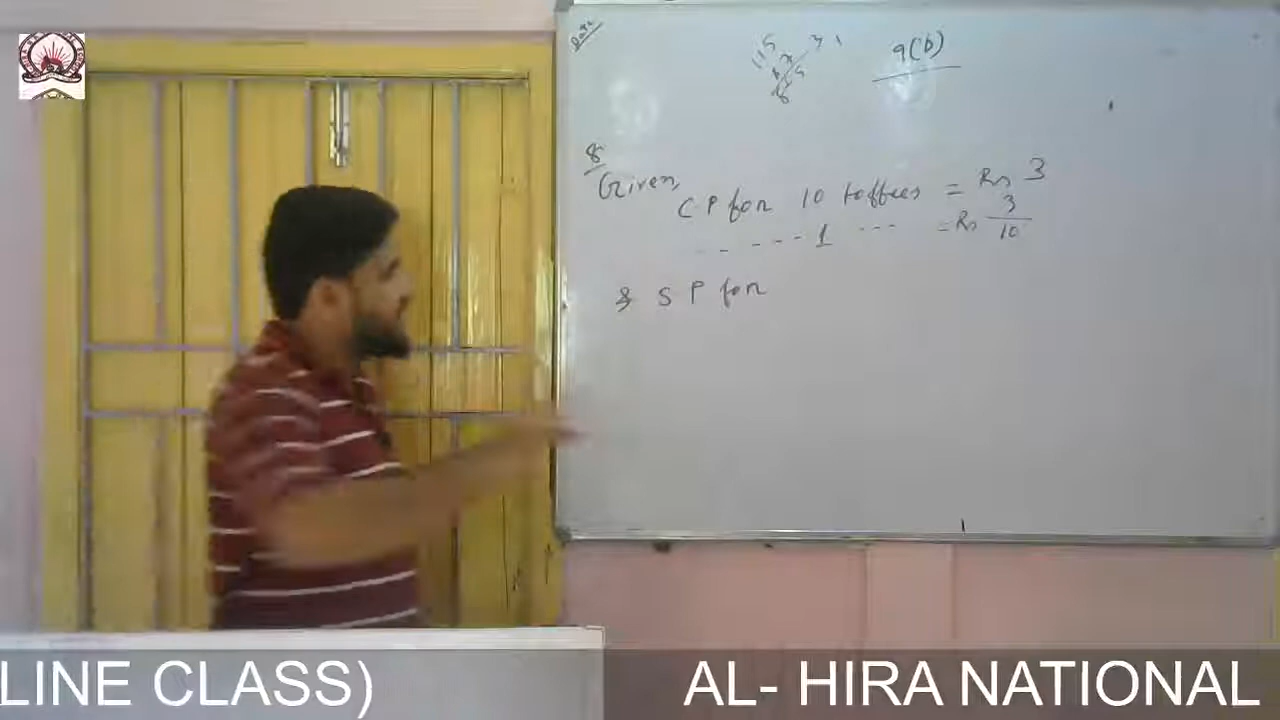 Date
9(b)
8
Given,
CP for 10 toffees = Rs 3
-- ---- 1 --- = Rs 3/10
& S P for
LINE CLASS) AL- HIRA NATIONAL